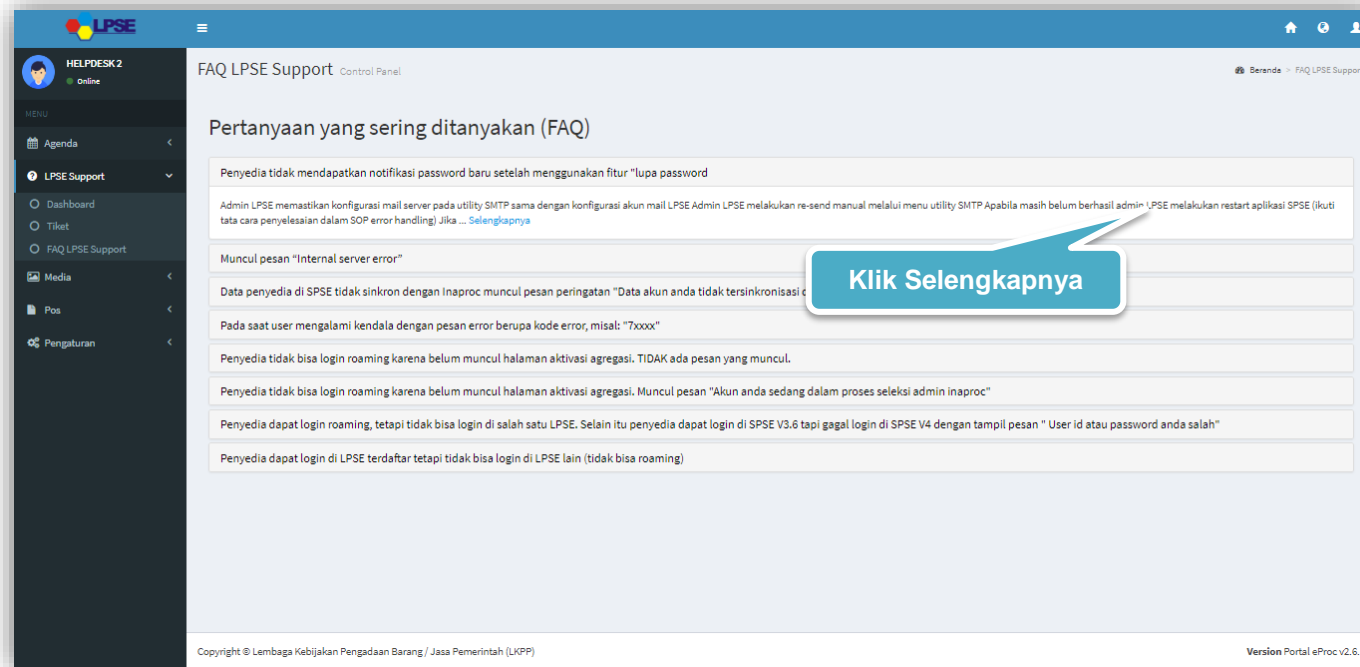 LPSE
HELPDESK 2
Online
FAQ LPSE Support Control Panel
Beranda > FAQ LPSE Suppor
MENU
Agenda
LPSE Support
Dashboard
Tiket
FAQ LPSE Support
Media
Pos
Pengaturan
Pertanyaan yang sering ditanyakan (FAQ)
Penyedia tidak mendapatkan notifikasi password baru setelah menggunakan fitur "lupa password
Admin LPSE memastikan konfigurasi mail server pada utility SMTP sama dengan konfigurasi akun mail LPSE Admin LPSE melakukan re-send manual melalui menu utility SMTP Apabila masih belum berhasil admin LPSE melakukan restart aplikasi SPSE (ikuti
tata cara penyelesaian dalam SOP error handling) Jika ... Selengkapnya
Muncul pesan “Internal server error”
Klik Selengkapnya
Data penyedia di SPSE tidak sinkron dengan Inaproc muncul pesan peringatan "Data akun anda tidak tersinkronisasi
Pada saat user mengalami kendala dengan pesan error berupa kode error, misal: "7xxxx"
Penyedia tidak bisa login roaming karena belum muncul halaman aktivasi agregasi. TIDAK ada pesan yang muncul.
Penyedia tidak bisa login roaming karena belum muncul halaman aktivasi agregasi. Muncul pesan "Akun anda sedang dalam proses seleksi admin inaproc"
Penyedia dapat login roaming, tetapi tidak bisa login di salah satu LPSE. Selain itu penyedia dapat login di SPSE V3.6 tapi gagal login di SPSE V4 dengan tampil pesan " User id atau password anda salah"
Penyedia dapat login di LPSE terdaftar tetapi tidak bisa login di LPSE lain (tidak bisa roaming)
Copyright © Lembaga Kebijakan Pengadaan Barang / Jasa Pemerintah (LKPP)
Version Portal eProc v2.6.